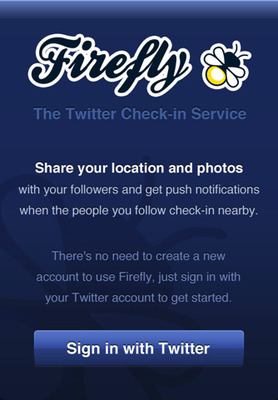 Firefly
The Twitter Check-in Service
Share your location and photos
with your followers and get push notifications
when the people you follow check-in nearby.
There's no need to create a new
account to use Firefly, just sign in with
your Twitter account to get started.
Sign in with Twitter